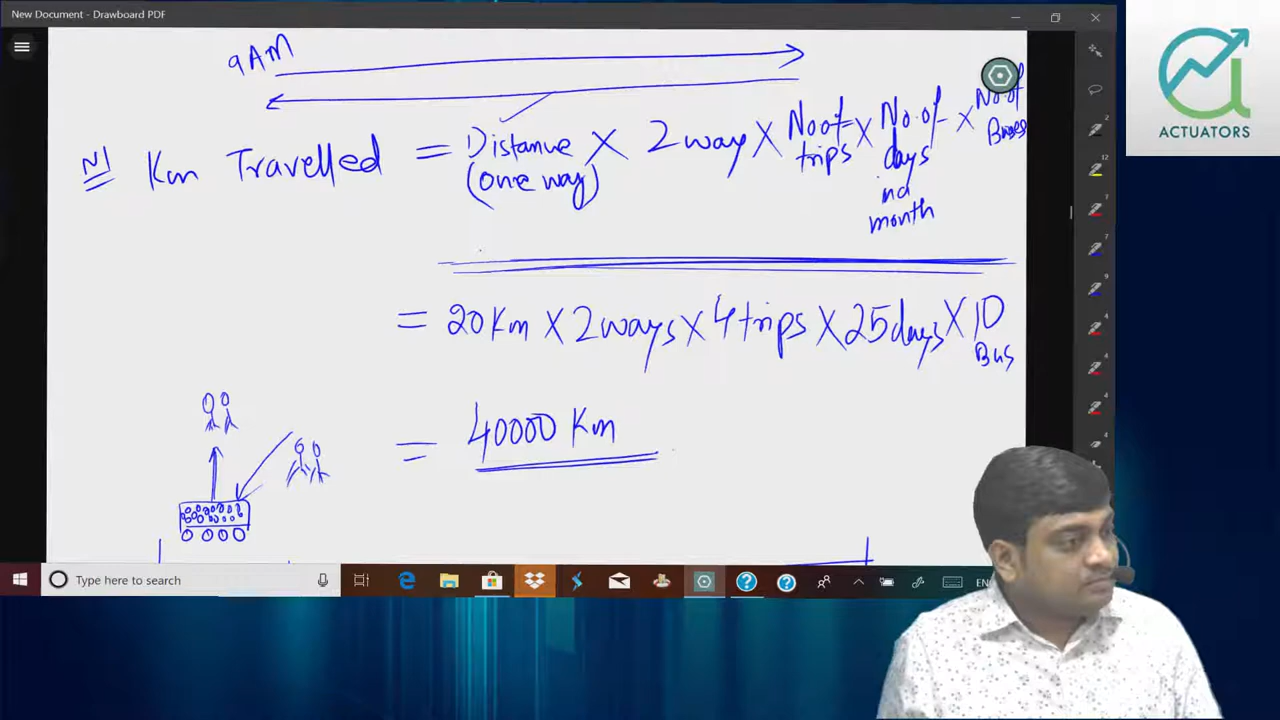 New Document - Drawboard PDF
ACTUATORS
9AM
N1 Km Travelled = Distance (one way) X 2 way X No of trips X No. of days in a month X No. of Buses
= 20 Km X 2 ways X 4 trips X 25 days X 10 Bus
= 40000 Km
Type here to search